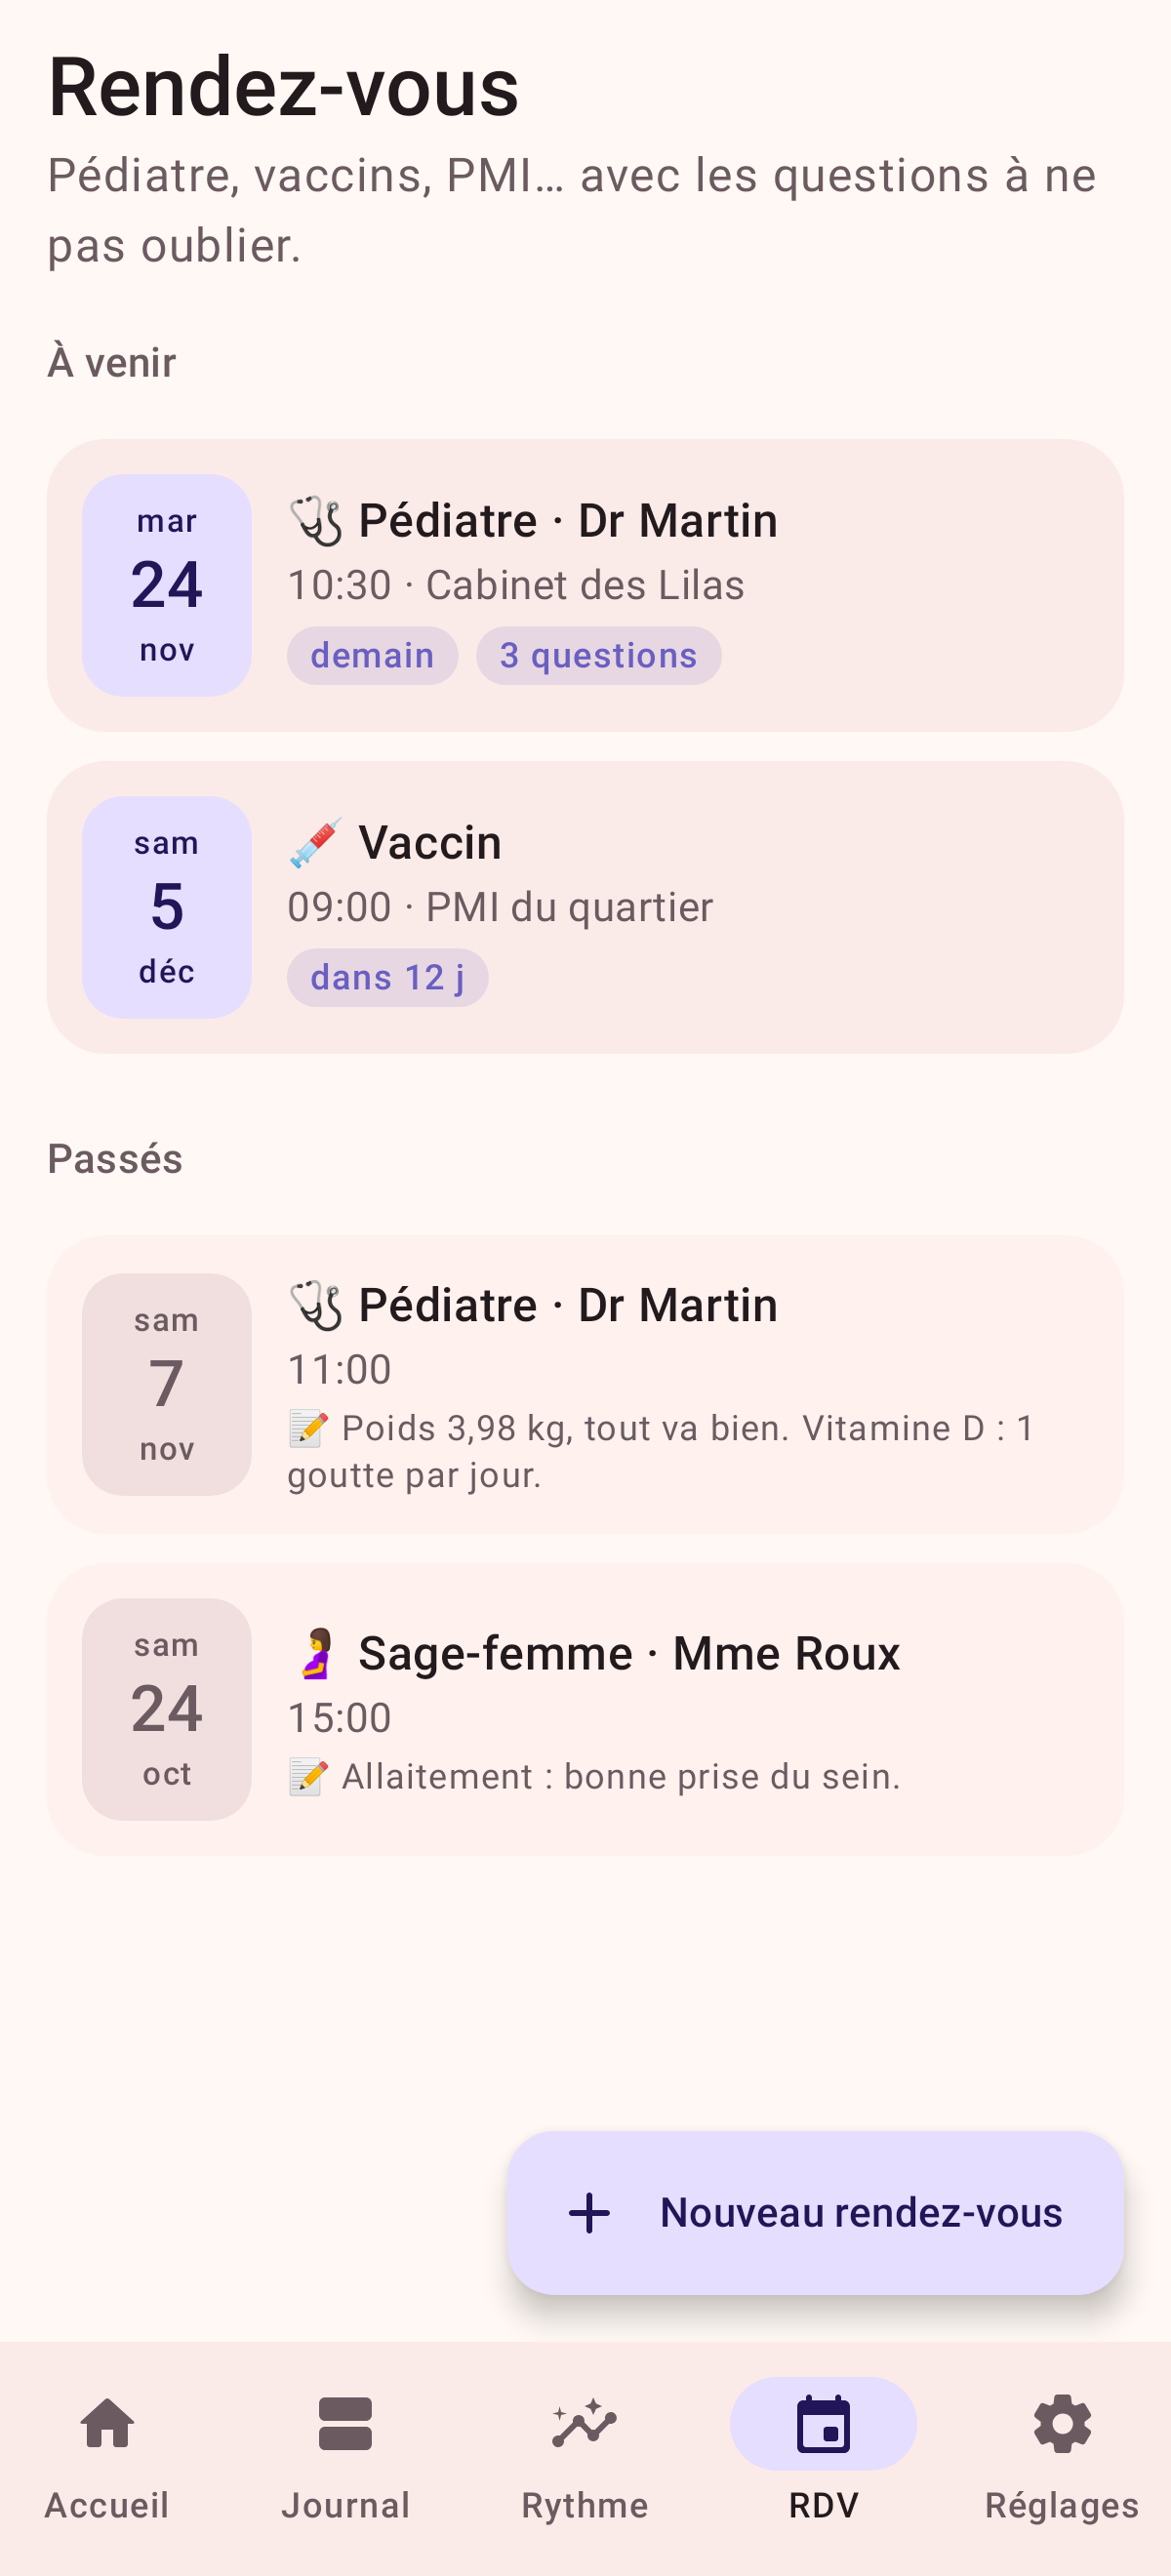 Rendez-vous
Pédiatre, vaccins, PMI… avec les questions à ne
pas oublier.
À venir
mar
24
nov
🩺 Pédiatre · Dr Martin
10:30 · Cabinet des Lilas
demain
3 questions
sam
5
déc
💉 Vaccin
09:00 · PMI du quartier
dans 12 j
Passés
sam
7
nov
🩺 Pédiatre · Dr Martin
11:00
📝 Poids 3,98 kg, tout va bien. Vitamine D : 1
goutte par jour.
sam
24
oct
🤰 Sage-femme · Mme Roux
15:00
📝 Allaitement : bonne prise du sein.
+ Nouveau rendez-vous
Accueil
Journal
Rythme
RDV
Réglages